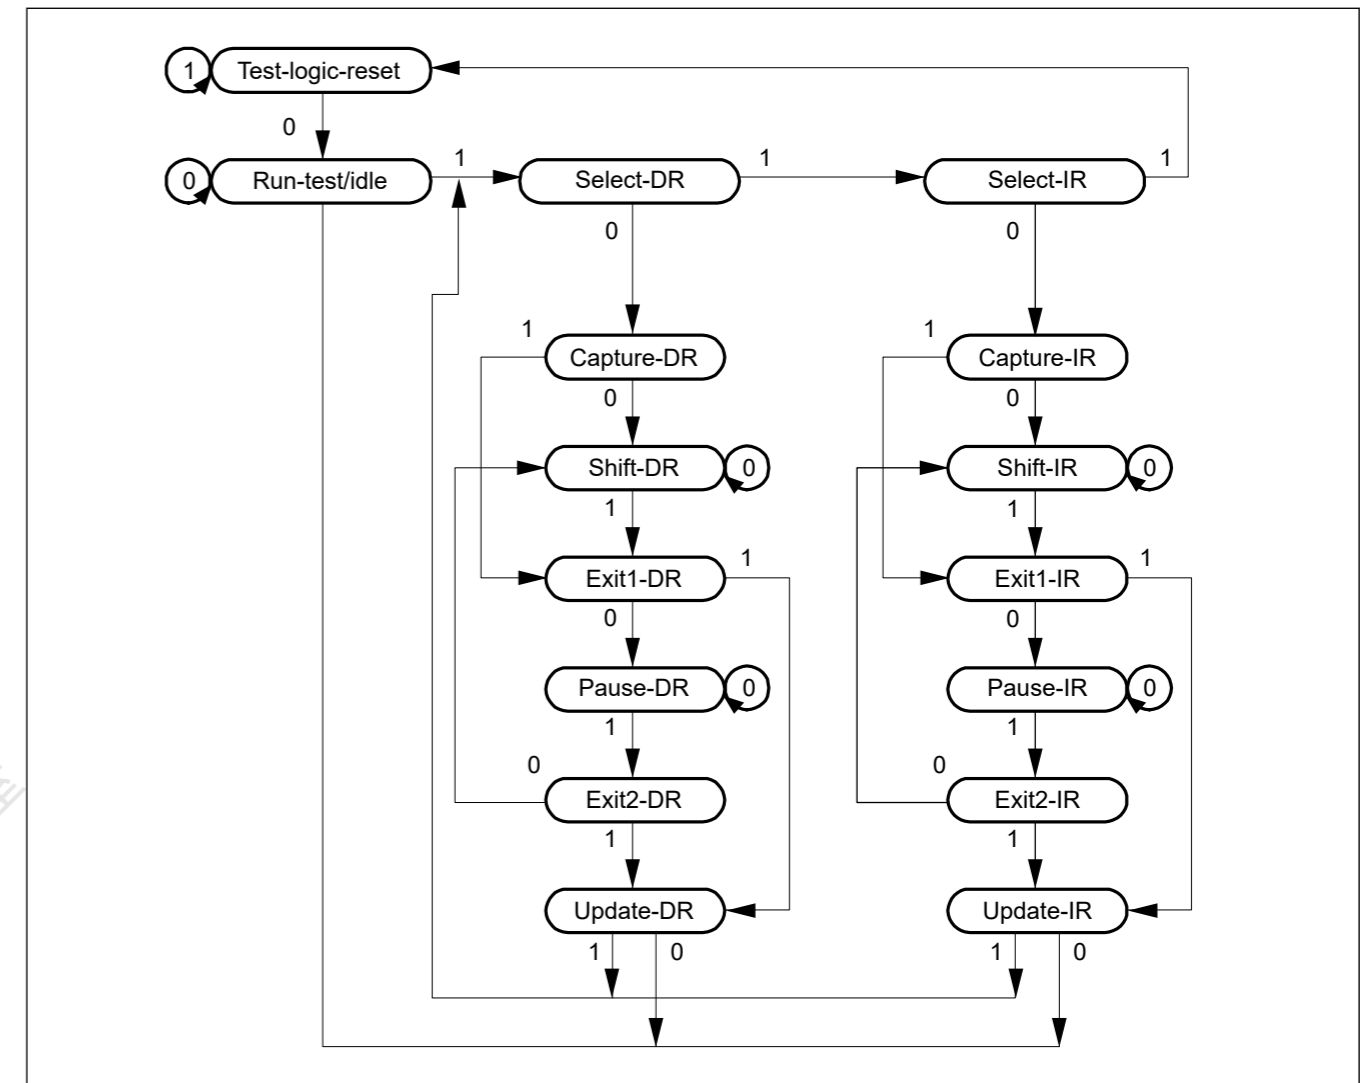 1 Test-logic-reset
0
0 Run-test/idle
1
Select-DR
1
Select-IR
1
0
0
1
Capture-DR
1
Capture-IR
0
0
Shift-DR 0
Shift-IR 0
1
1
Exit1-DR
1
Exit1-IR
1
0
0
Pause-DR 0
Pause-IR 0
1
1
0
Exit2-DR
0
Exit2-IR
1
1
Update-DR
Update-IR
1 0
1 0